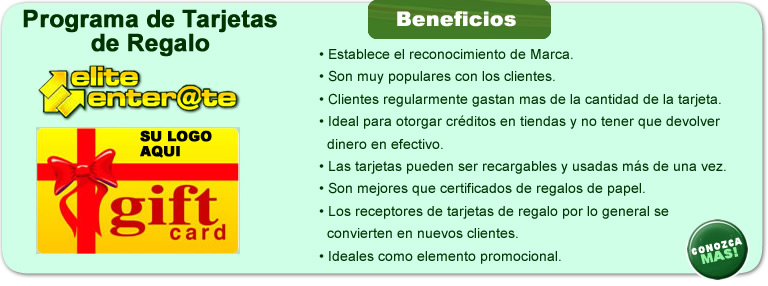 Programa de Tarjetas
de Regalo
elite
enter@te
SU LOGO
AQUI
gift
card
Beneficios
• Establece el reconocimiento de Marca.
• Son muy populares con los clientes.
• Clientes regularmente gastan mas de la cantidad de la tarjeta.
• Ideal para otorgar créditos en tiendas y no tener que devolver
dinero en efectivo.
• Las tarjetas pueden ser recargables y usadas más de una vez.
• Son mejores que certificados de regalos de papel.
• Los receptores de tarjetas de regalo por lo general se
convierten en nuevos clientes.
• Ideales como elemento promocional.
CONOZCA
MAS!